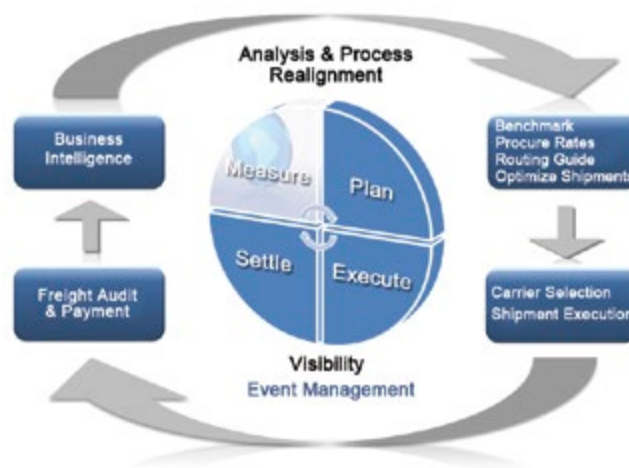 Analysis & Process
Realignment
Business
Intelligence
Benchmark
Procure Rates
Routing Guide
Optimize Shipments
Measure
Plan
Settle
Execute
Freight Audit
& Payment
Carrier Selection
Shipment Execution
Visibility
Event Management